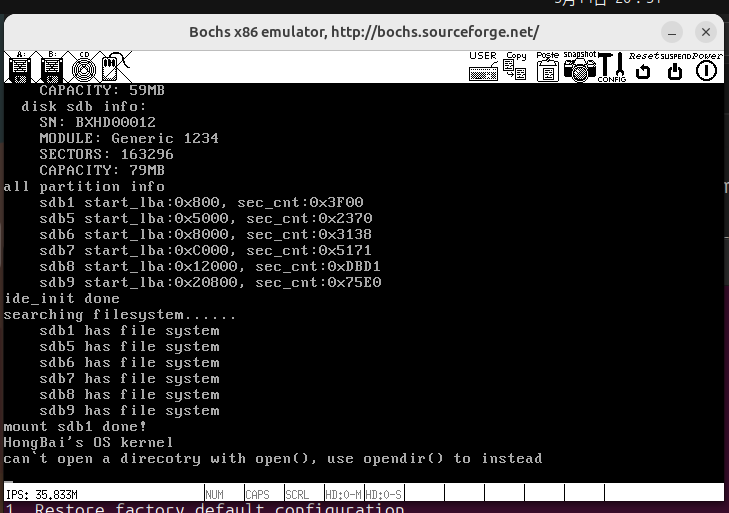 Bochs x86 emulator, http://bochs.sourceforge.net/
A: B: CD USER Copy Paste snapshot CONFIG Reset SUSPEND Power
CAPACITY: 59MB
disk sdb info:
SN: BXHD00012
MODULE: Generic 1234
SECTORS: 163296
CAPACITY: 79MB
all partition info
sdb1 start_lba:0x800, sec_cnt:0x3F00
sdb5 start_lba:0x5000, sec_cnt:0x2370
sdb6 start_lba:0x8000, sec_cnt:0x3138
sdb7 start_lba:0xC000, sec_cnt:0x5171
sdb8 start_lba:0x12000, sec_cnt:0xDBD1
sdb9 start_lba:0x20800, sec_cnt:0x75E0
ide_init done
searching filesystem......
sdb1 has file system
sdb5 has file system
sdb6 has file system
sdb7 has file system
sdb8 has file system
sdb9 has file system
mount sdb1 done!
HongBai's OS kernel
can`t open a direcotry with open(), use opendir() to instead
IPS: 35.833M NUM CAPS SCRL HD:0-M HD:0-S
1. Restore factory default configuration